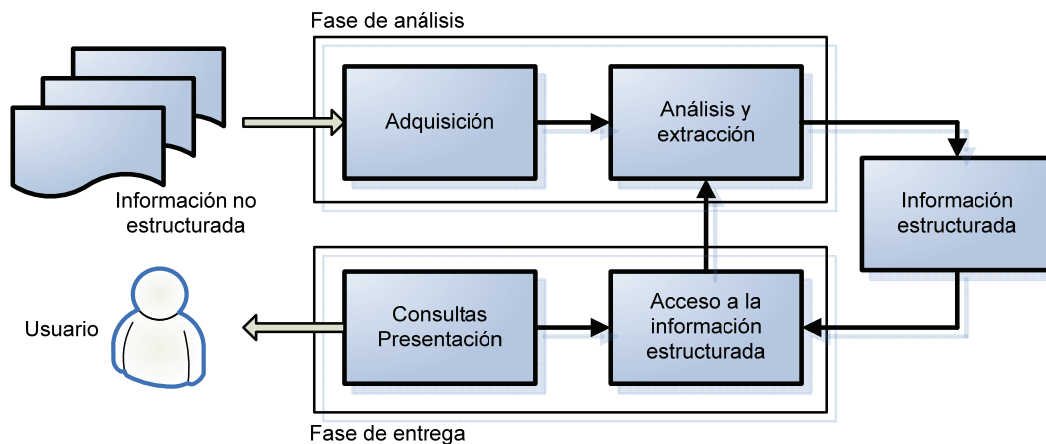 Fase de análisis
Adquisición
Análisis y
extracción
Información no
estructurada
Información
estructurada
Usuario
Consultas
Presentación
Acceso a la
información
estructurada
Fase de entrega